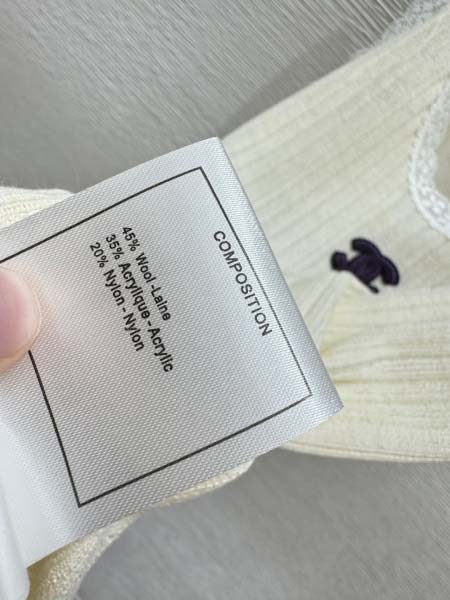 COMPOSITION
45% Wool -Laine
35% Acrylique - Acrylic
20% Nylon - Nylon